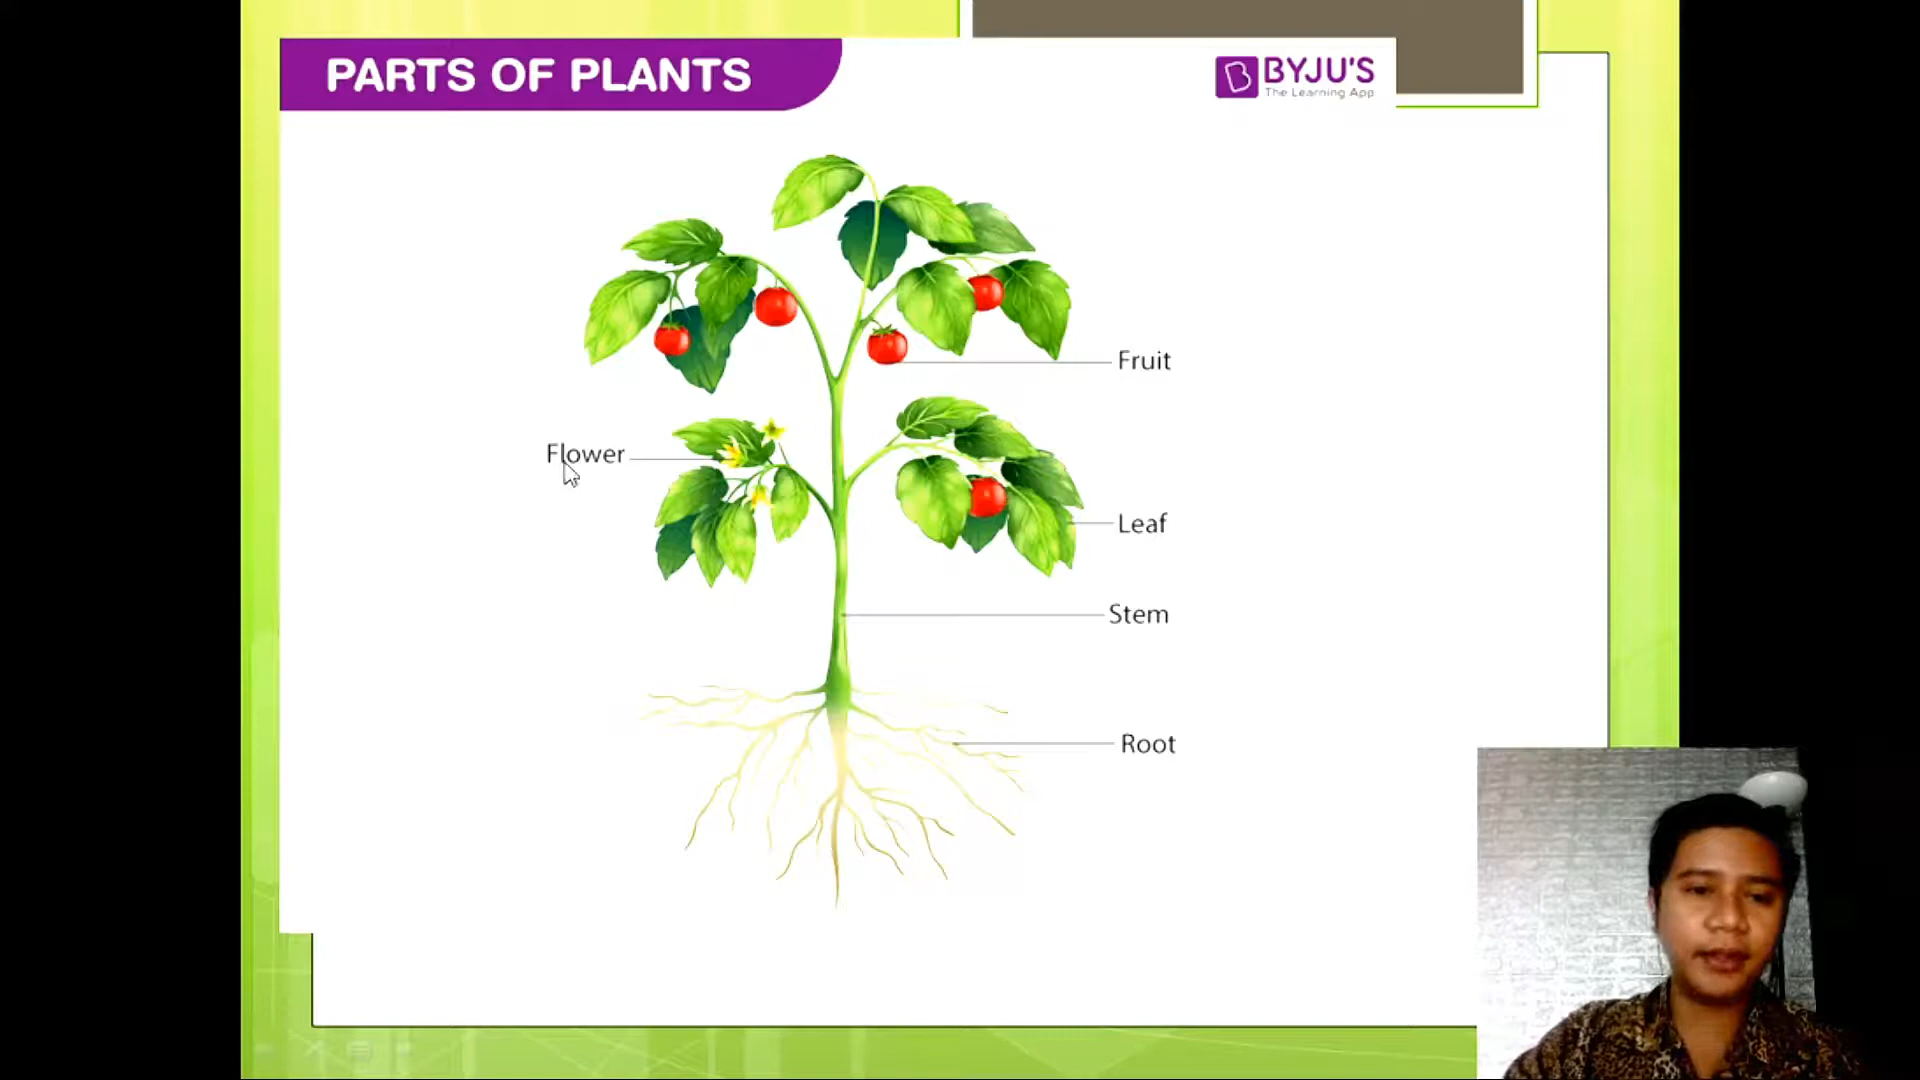 PARTS OF PLANTS
BYJU'S
The Learning App
Fruit
Flower
Leaf
Stem
Root